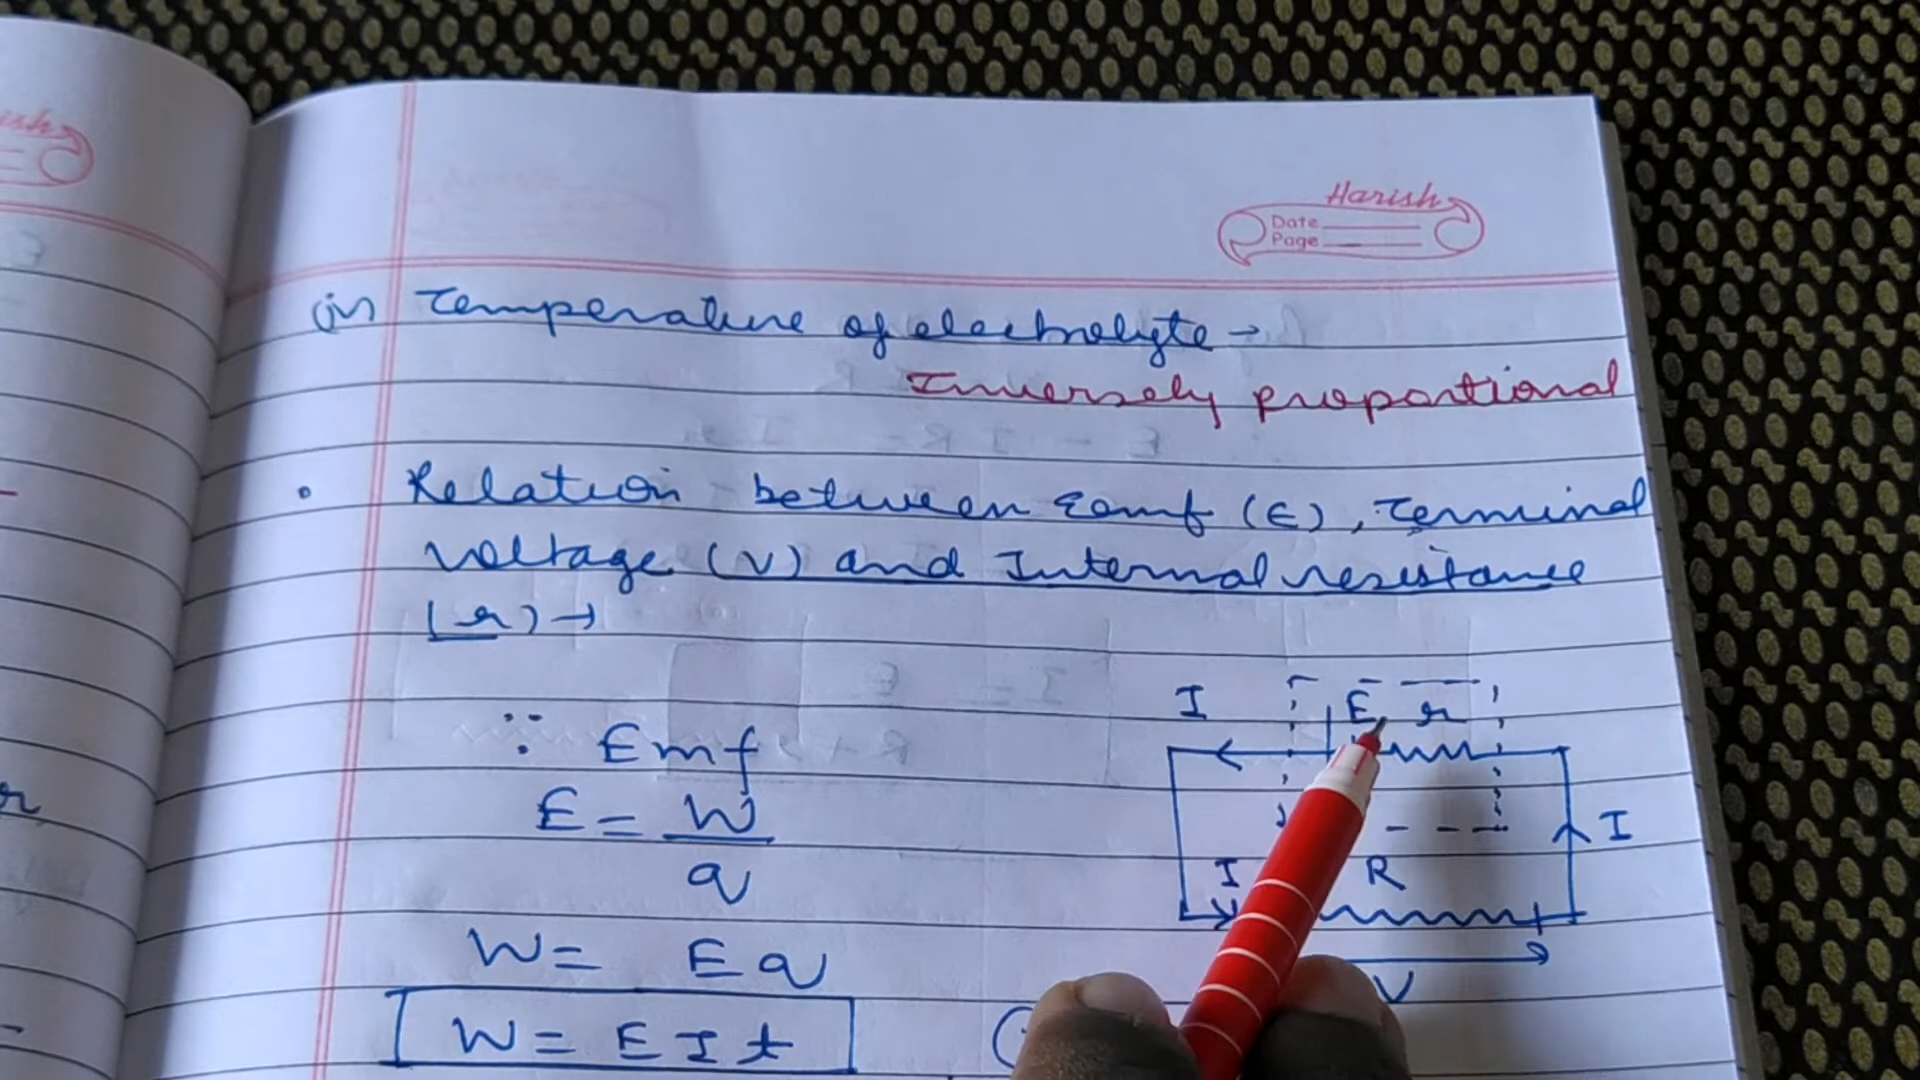 Harish
Date
Page
(iv) Temperature of electrolyte →
Inversely proportional
• Relation between Eemf (E), Terminal
voltage (V) and Internal resistance
(r) →
I E r
∵ Emf
E = W
q
I
I R
W = Eq
V
W = EIt